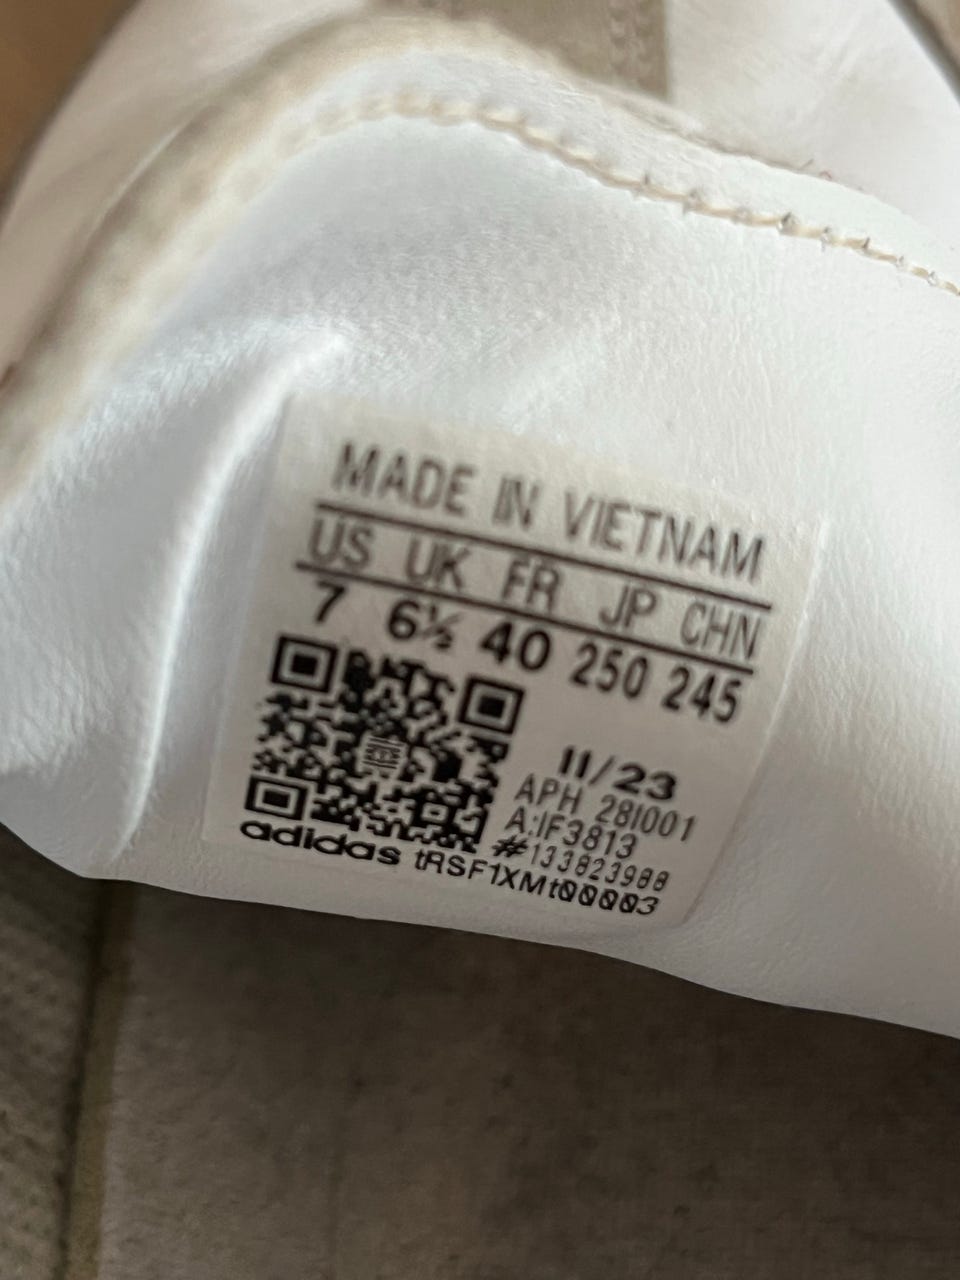 MADE IN VIETNAM
US UK FR JP CHN
7 6½ 40 250 245
11/23
APH 28I001
A:IF3813
#133823988
adidas tRSF1XMt00003